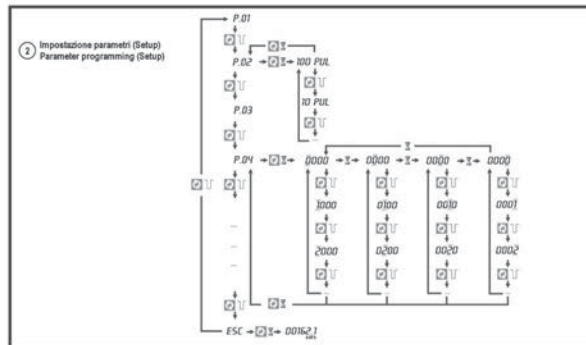 P.01
2 Impostazione parametri (Setup)
Parameter programming (Setup)
P.02 100 PUL
10 PUL
P.03
P.04 0000 0000 0000 0000
1000 0100 0010 0001
2000 0200 0020 0002
ESC 00162.1
kWh